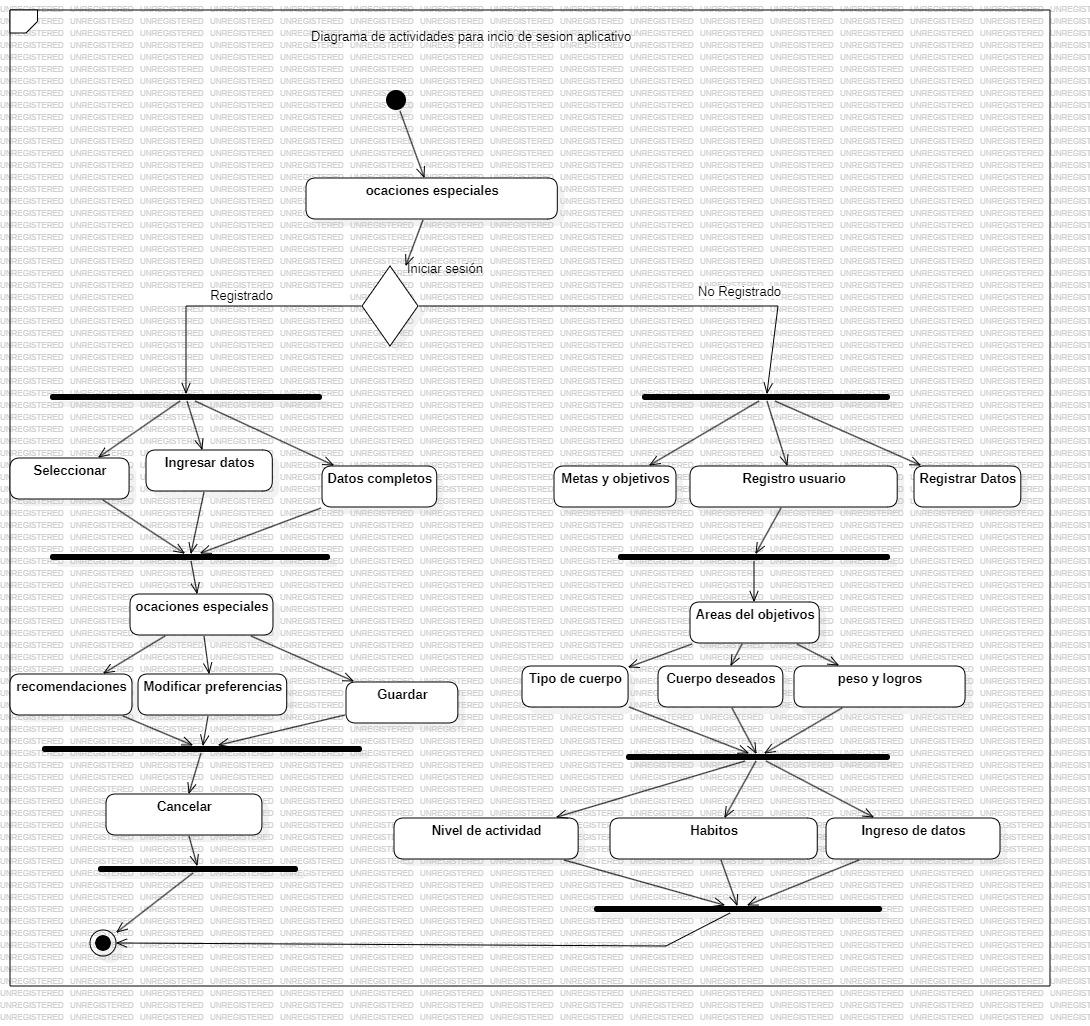 Diagrama de actividades para incio de sesion aplicativo
ocaciones especiales
Iniciar sesión
Registrado
No Registrado
Seleccionar
Ingresar datos
Datos completos
Metas y objetivos
Registro usuario
Registrar Datos
ocaciones especiales
Areas del objetivos
recomendaciones
Modificar preferencias
Guardar
Tipo de cuerpo
Cuerpo deseados
peso y logros
Cancelar
Nivel de actividad
Habitos
Ingreso de datos
UNREGISTERED